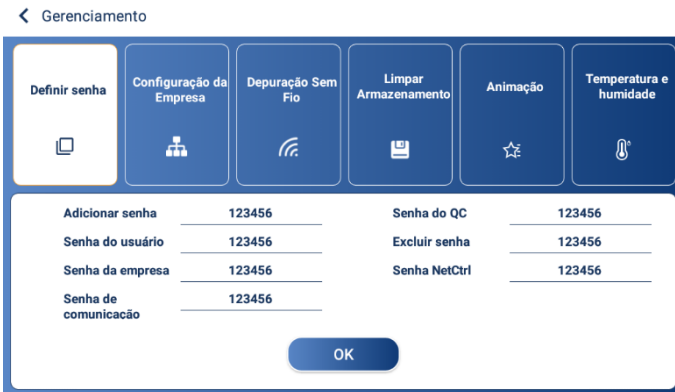 Gerenciamento
Definir senha
Configuração da
Empresa
Depuração Sem
Fio
Limpar
Armazenamento
Animação
Temperatura e
humidade
Adicionar senha 123456 Senha do QC 123456
Senha do usuário 123456 Excluir senha 123456
Senha da empresa 123456 Senha NetCtrl 123456
Senha de 123456
comunicacão
OK